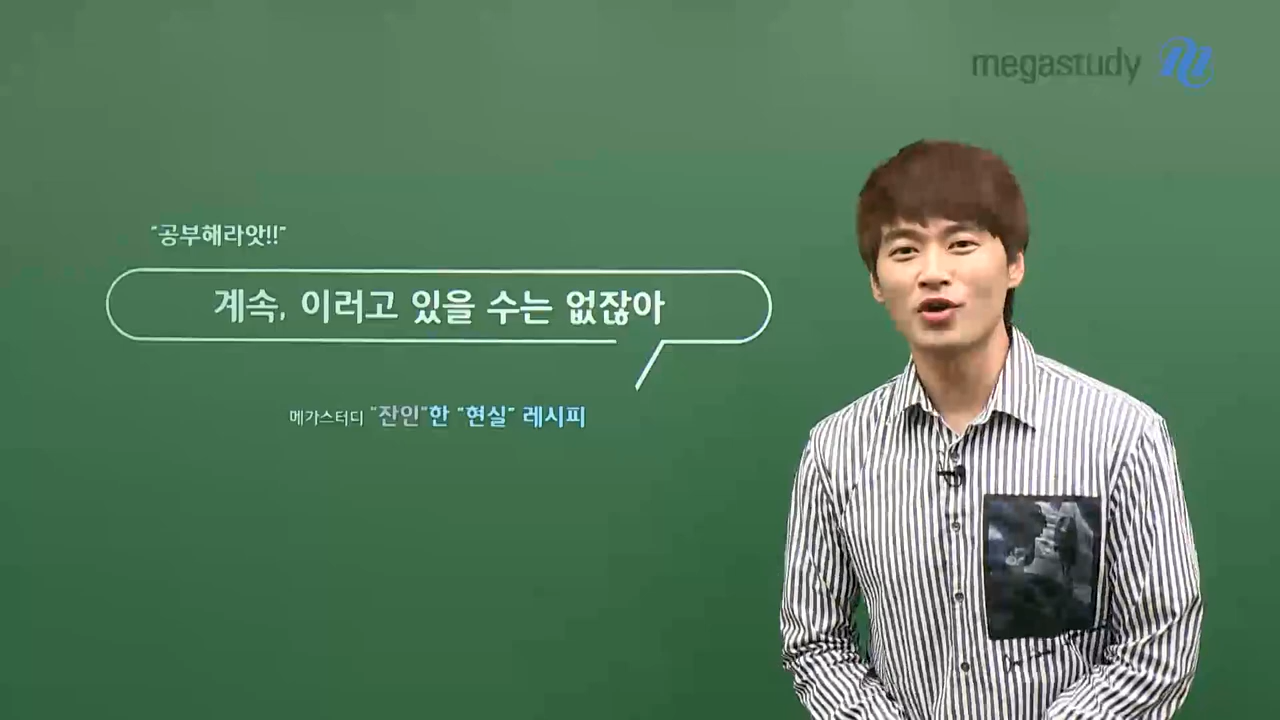 megastudy
"공부해라앗!!"
계속, 이러고 있을 수는 없잖아
메가스터디 "잔인"한 "현실" 레시피